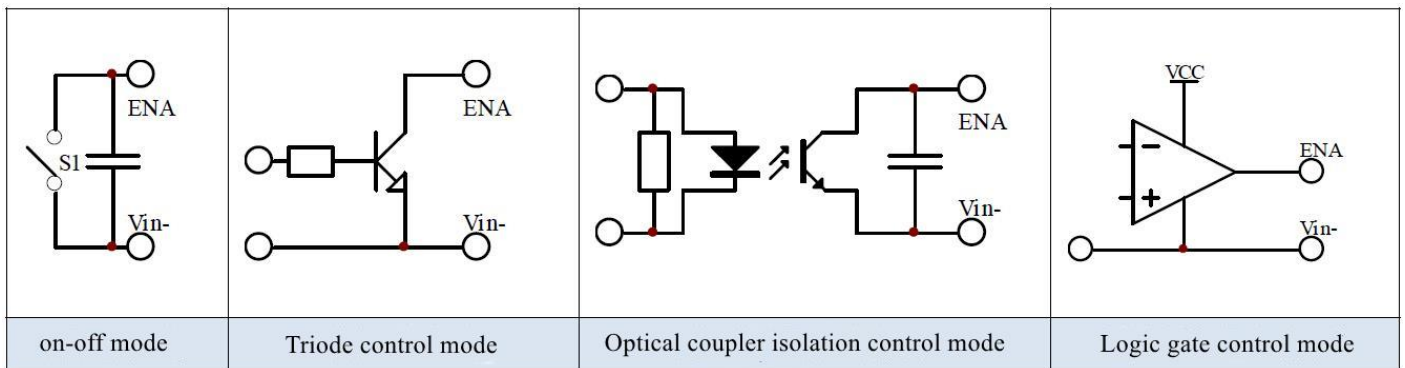 ENA
S1
Vin-
on-off mode
ENA
Vin-
Triode control mode
ENA
Vin-
Optical coupler isolation control mode
VCC
ENA
Vin-
Logic gate control mode